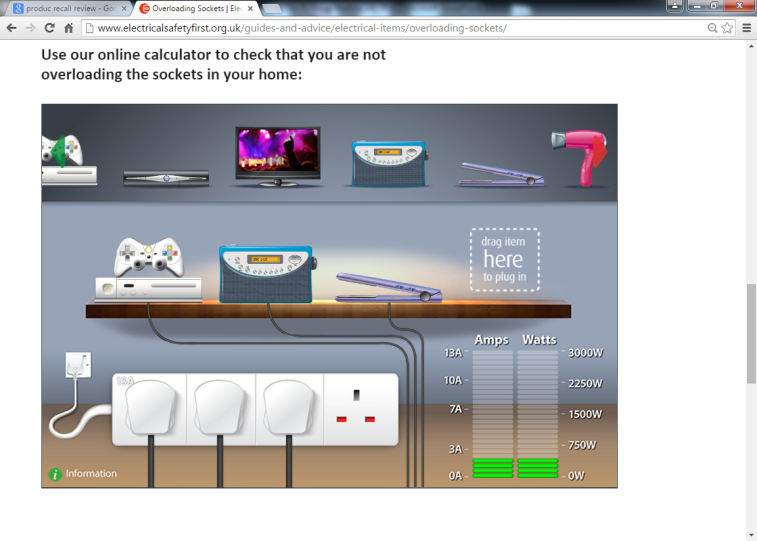 produc recall review - Goo
Overloading Sockets | Elec
www.electricalsafetyfirst.org.uk/guides-and-advice/electrical-items/overloading-sockets/
Use our online calculator to check that you are not
overloading the sockets in your home:
drag item
here
to plug in
Amps Watts
13A 3000W
10A 2250W
7A 1500W
3A 750W
0A 0W
13A
Information